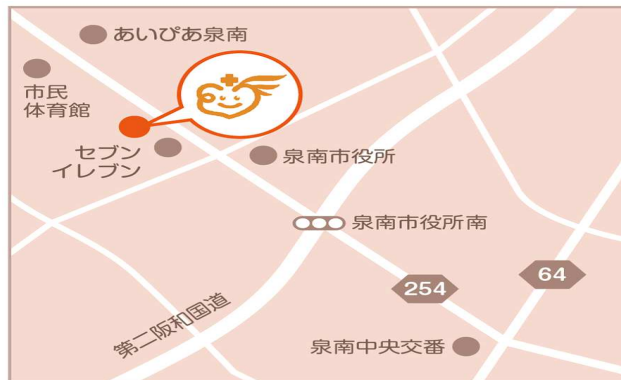 あいぴあ泉南
市民
体育館
セブン
イレブン
泉南市役所
泉南市役所南
254
64
第二阪和国道
泉南中央交番